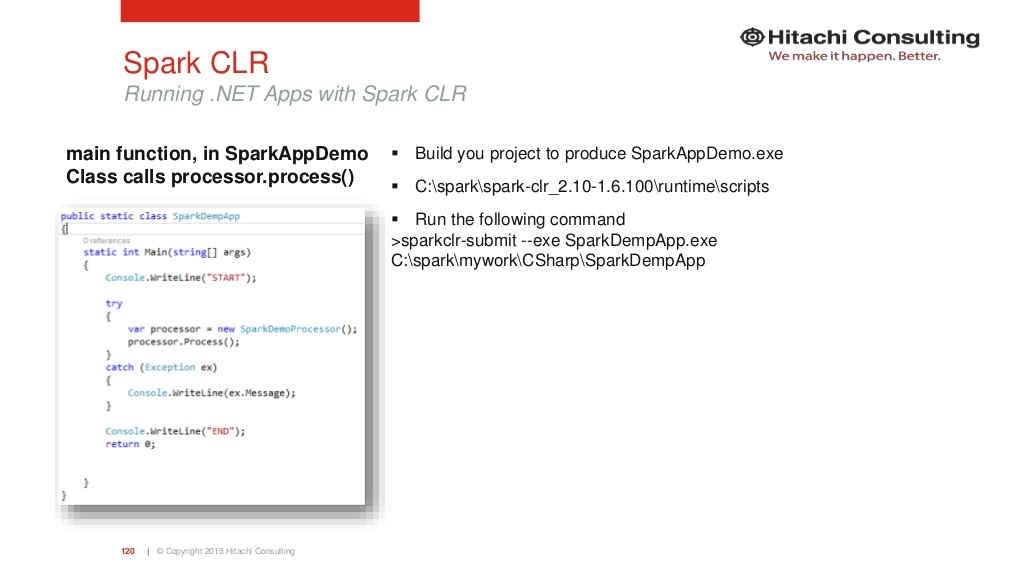 Hitachi Consulting
We make it happen. Better.
Spark CLR
Running .NET Apps with Spark CLR
main function, in SparkAppDemo
Class calls processor.process()
public static class SparkDempApp
{
0 references
static int Main(string[] args)
{
Console.WriteLine("START");
try
{
var processor = new SparkDemoProcessor();
processor.Process();
}
catch (Exception ex)
{
Console.WriteLine(ex.Message);
}
Console.WriteLine("END");
return 0;
}
}
▪ Build you project to produce SparkAppDemo.exe
▪ C:\spark\spark-clr_2.10-1.6.100\runtime\scripts
▪ Run the following command
>sparkclr-submit --exe SparkDempApp.exe
C:\spark\mywork\CSharp\SparkDempApp
120 | © Copyright 2015 Hitachi Consulting